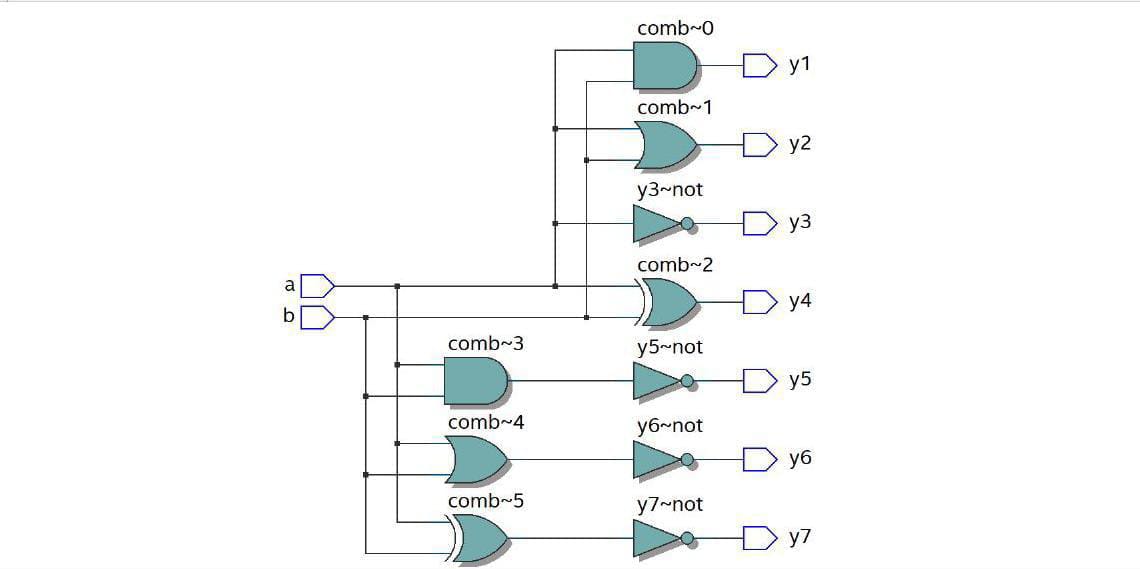 comb~0
y1
comb~1
y2
y3~not
y3
comb~2
a
y4
b
comb~3
y5~not
y5
comb~4
y6~not
y6
comb~5
y7~not
y7